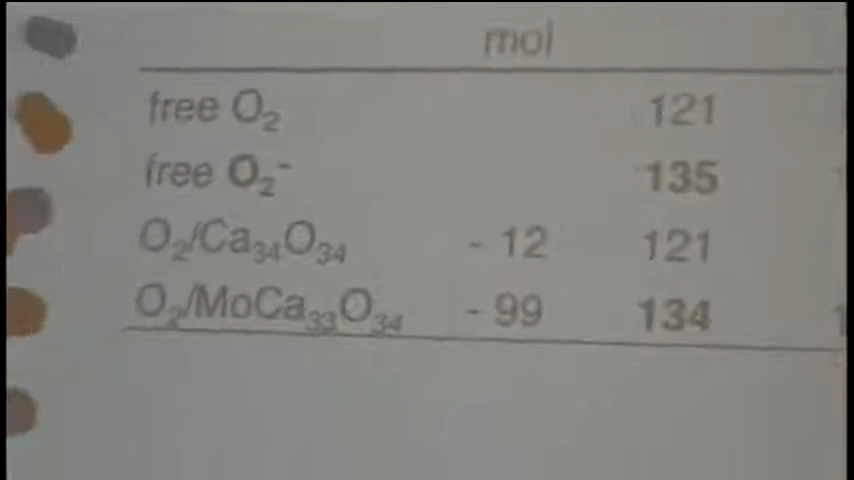 mol
free O₂ 121
free O₂⁻ 135
O₂/Ca₃₄O₃₄ - 12 121
O₂/MoCa₃₃O₃₄ - 99 134